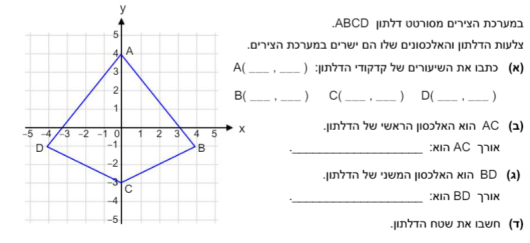 במערכת הצירים מסורטט דלתון ABCD.
צלעות הדלתון והאלכסונים שלו הם ישרים במערכת הצירים.
(א) כתבו את השיעורים של קדקודי הדלתון: A( ___ , ___ )
B( ___ , ___ ) C( ___ , ___ ) D( ___ , ___ )
(ב) AC הוא האלכסון הראשי של הדלתון.
אורך AC הוא: ____________________.
(ג) BD הוא האלכסון המשני של הדלתון.
אורך BD הוא: ____________________.
(ד) חשבו את שטח הדלתון.
y
5
4 A
3
2
1
-5 -4 -3 -2 -1 0 1 2 3 4 5 x
D -1 B
-2
-3 C
-4
-5